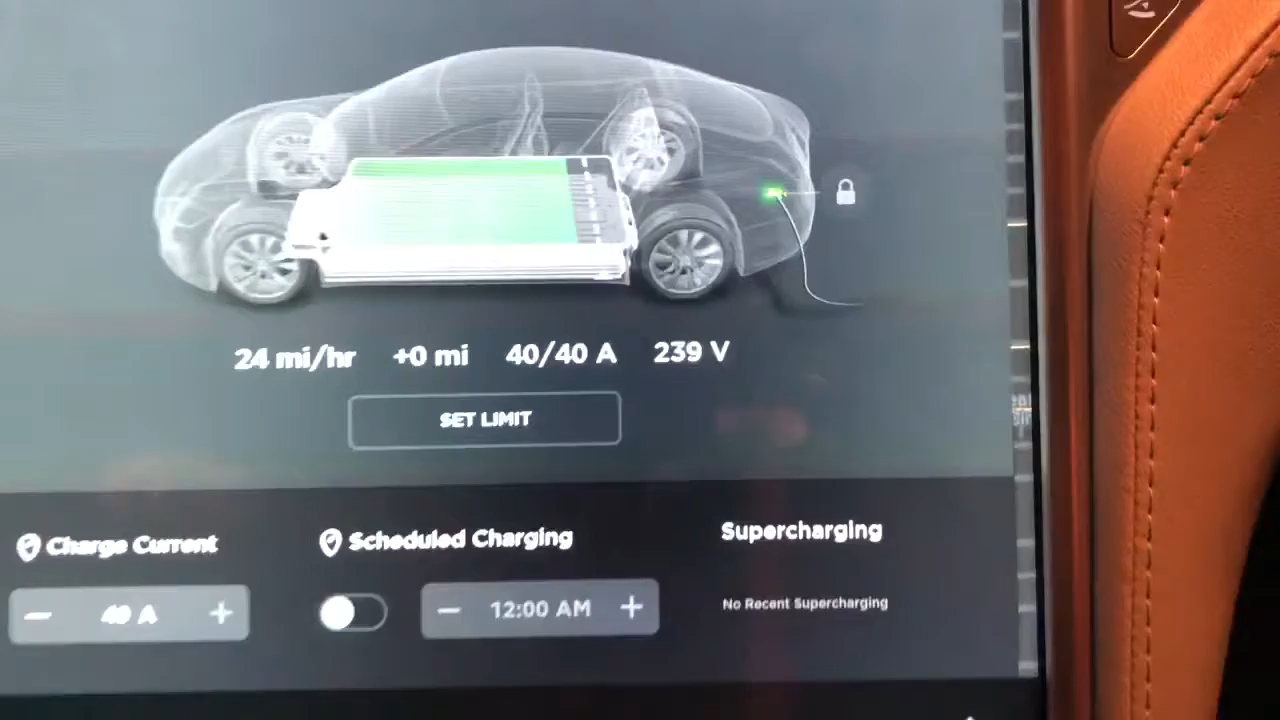 24 mi/hr +0 mi 40/40 A 239 V
SET LIMIT
Charge Current Scheduled Charging Supercharging
− 40 A + − 12:00 AM + No Recent Supercharging